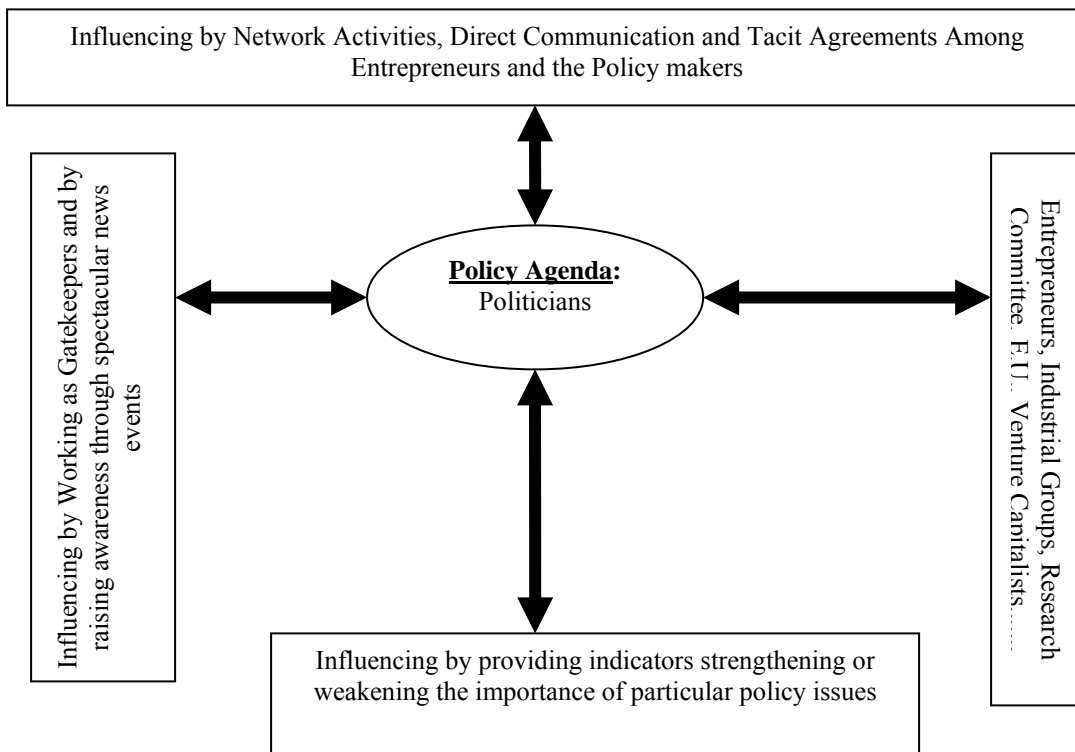 Influencing by Network Activities, Direct Communication and Tacit Agreements Among
Entrepreneurs and the Policy makers
Influencing by Working as Gatekeepers and by
raising awareness through spectacular news
events
Policy Agenda:
Politicians
Entrepreneurs, Industrial Groups, Research
Committee, E.U., Venture Capitalists......
Influencing by providing indicators strengthening or
weakening the importance of particular policy issues